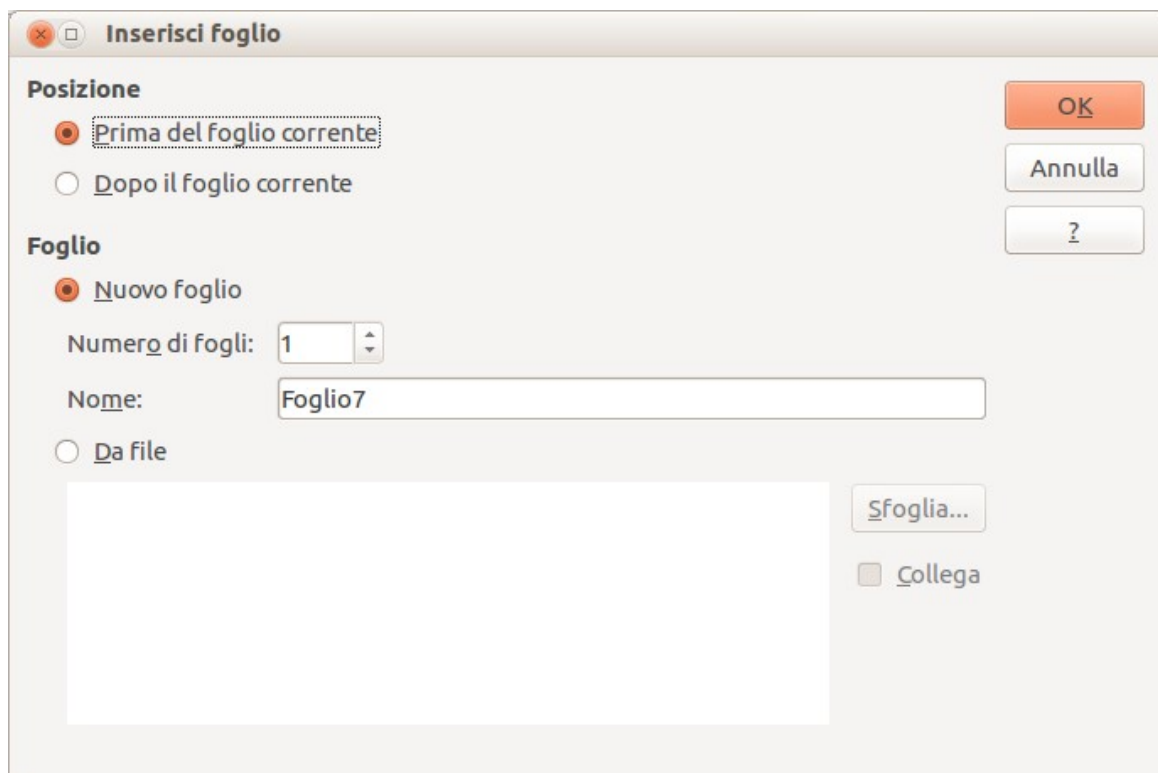 Inserisci foglio
Posizione
Prima del foglio corrente
Dopo il foglio corrente
OK
Annulla
?
Foglio
Nuovo foglio
Numero di fogli: 1
Nome: Foglio7
Da file
Sfoglia...
Collega